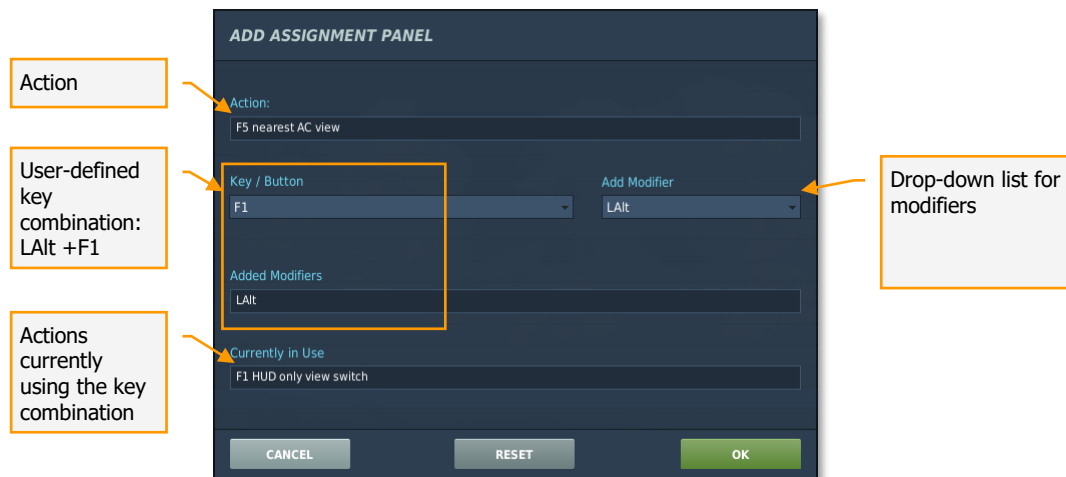 ADD ASSIGNMENT PANEL
Action
Action:
F5 nearest AC view
User-defined
key
combination:
LAlt +F1
Key / Button
Add Modifier
F1
LAlt
Drop-down list for
modifiers
Added Modifiers
LAlt
Actions
currently
using the key
combination
Currently in Use
F1 HUD only view switch
CANCEL
RESET
OK